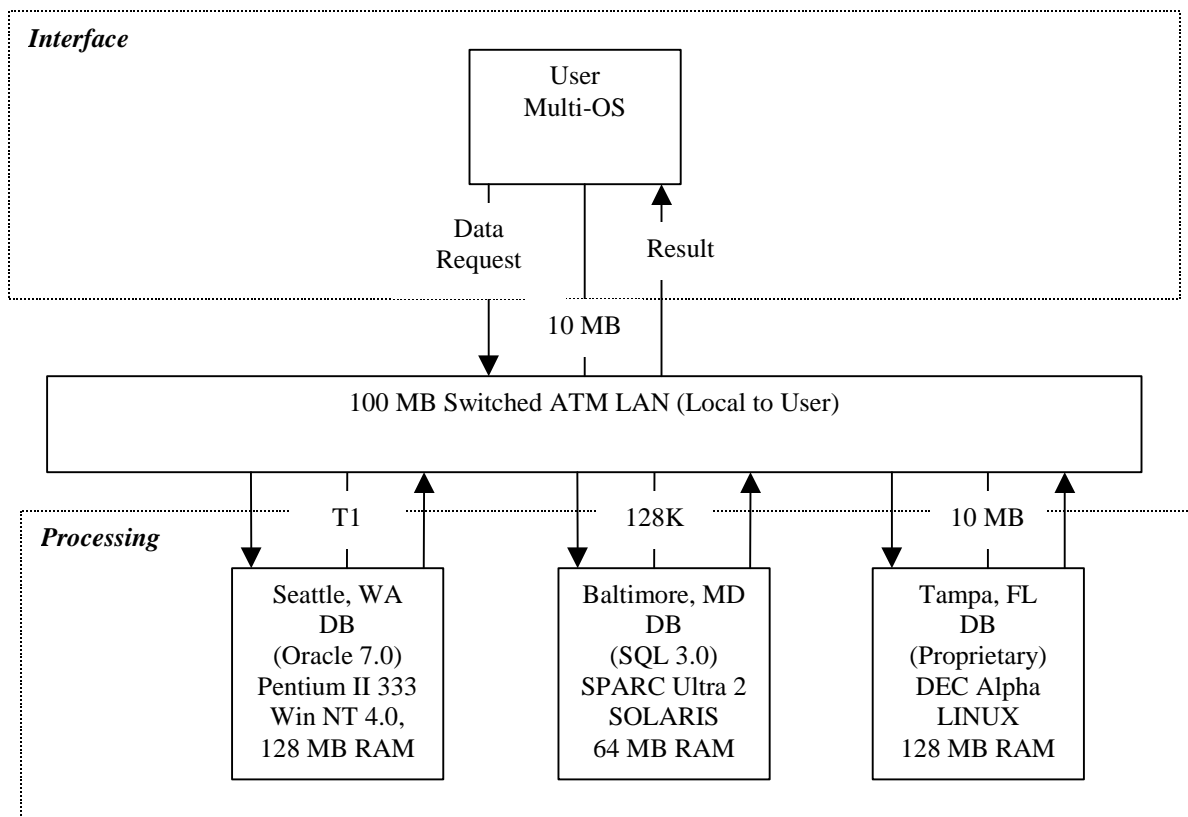 Interface
User
Multi-OS
Data
Request
Result
10 MB
100 MB Switched ATM LAN (Local to User)
T1
128K
10 MB
Processing
Seattle, WA
DB
(Oracle 7.0)
Pentium II 333
Win NT 4.0,
128 MB RAM
Baltimore, MD
DB
(SQL 3.0)
SPARC Ultra 2
SOLARIS
64 MB RAM
Tampa, FL
DB
(Proprietary)
DEC Alpha
LINUX
128 MB RAM